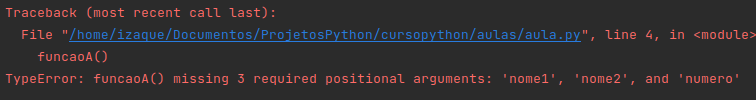 Traceback (most recent call last):
  File "/home/izaque/Documentos/ProjetosPython/cursopython/aulas/aula.py", line 4, in <module>
    funcaoA()
TypeError: funcaoA() missing 3 required positional arguments: 'nome1', 'nome2', and 'numero'